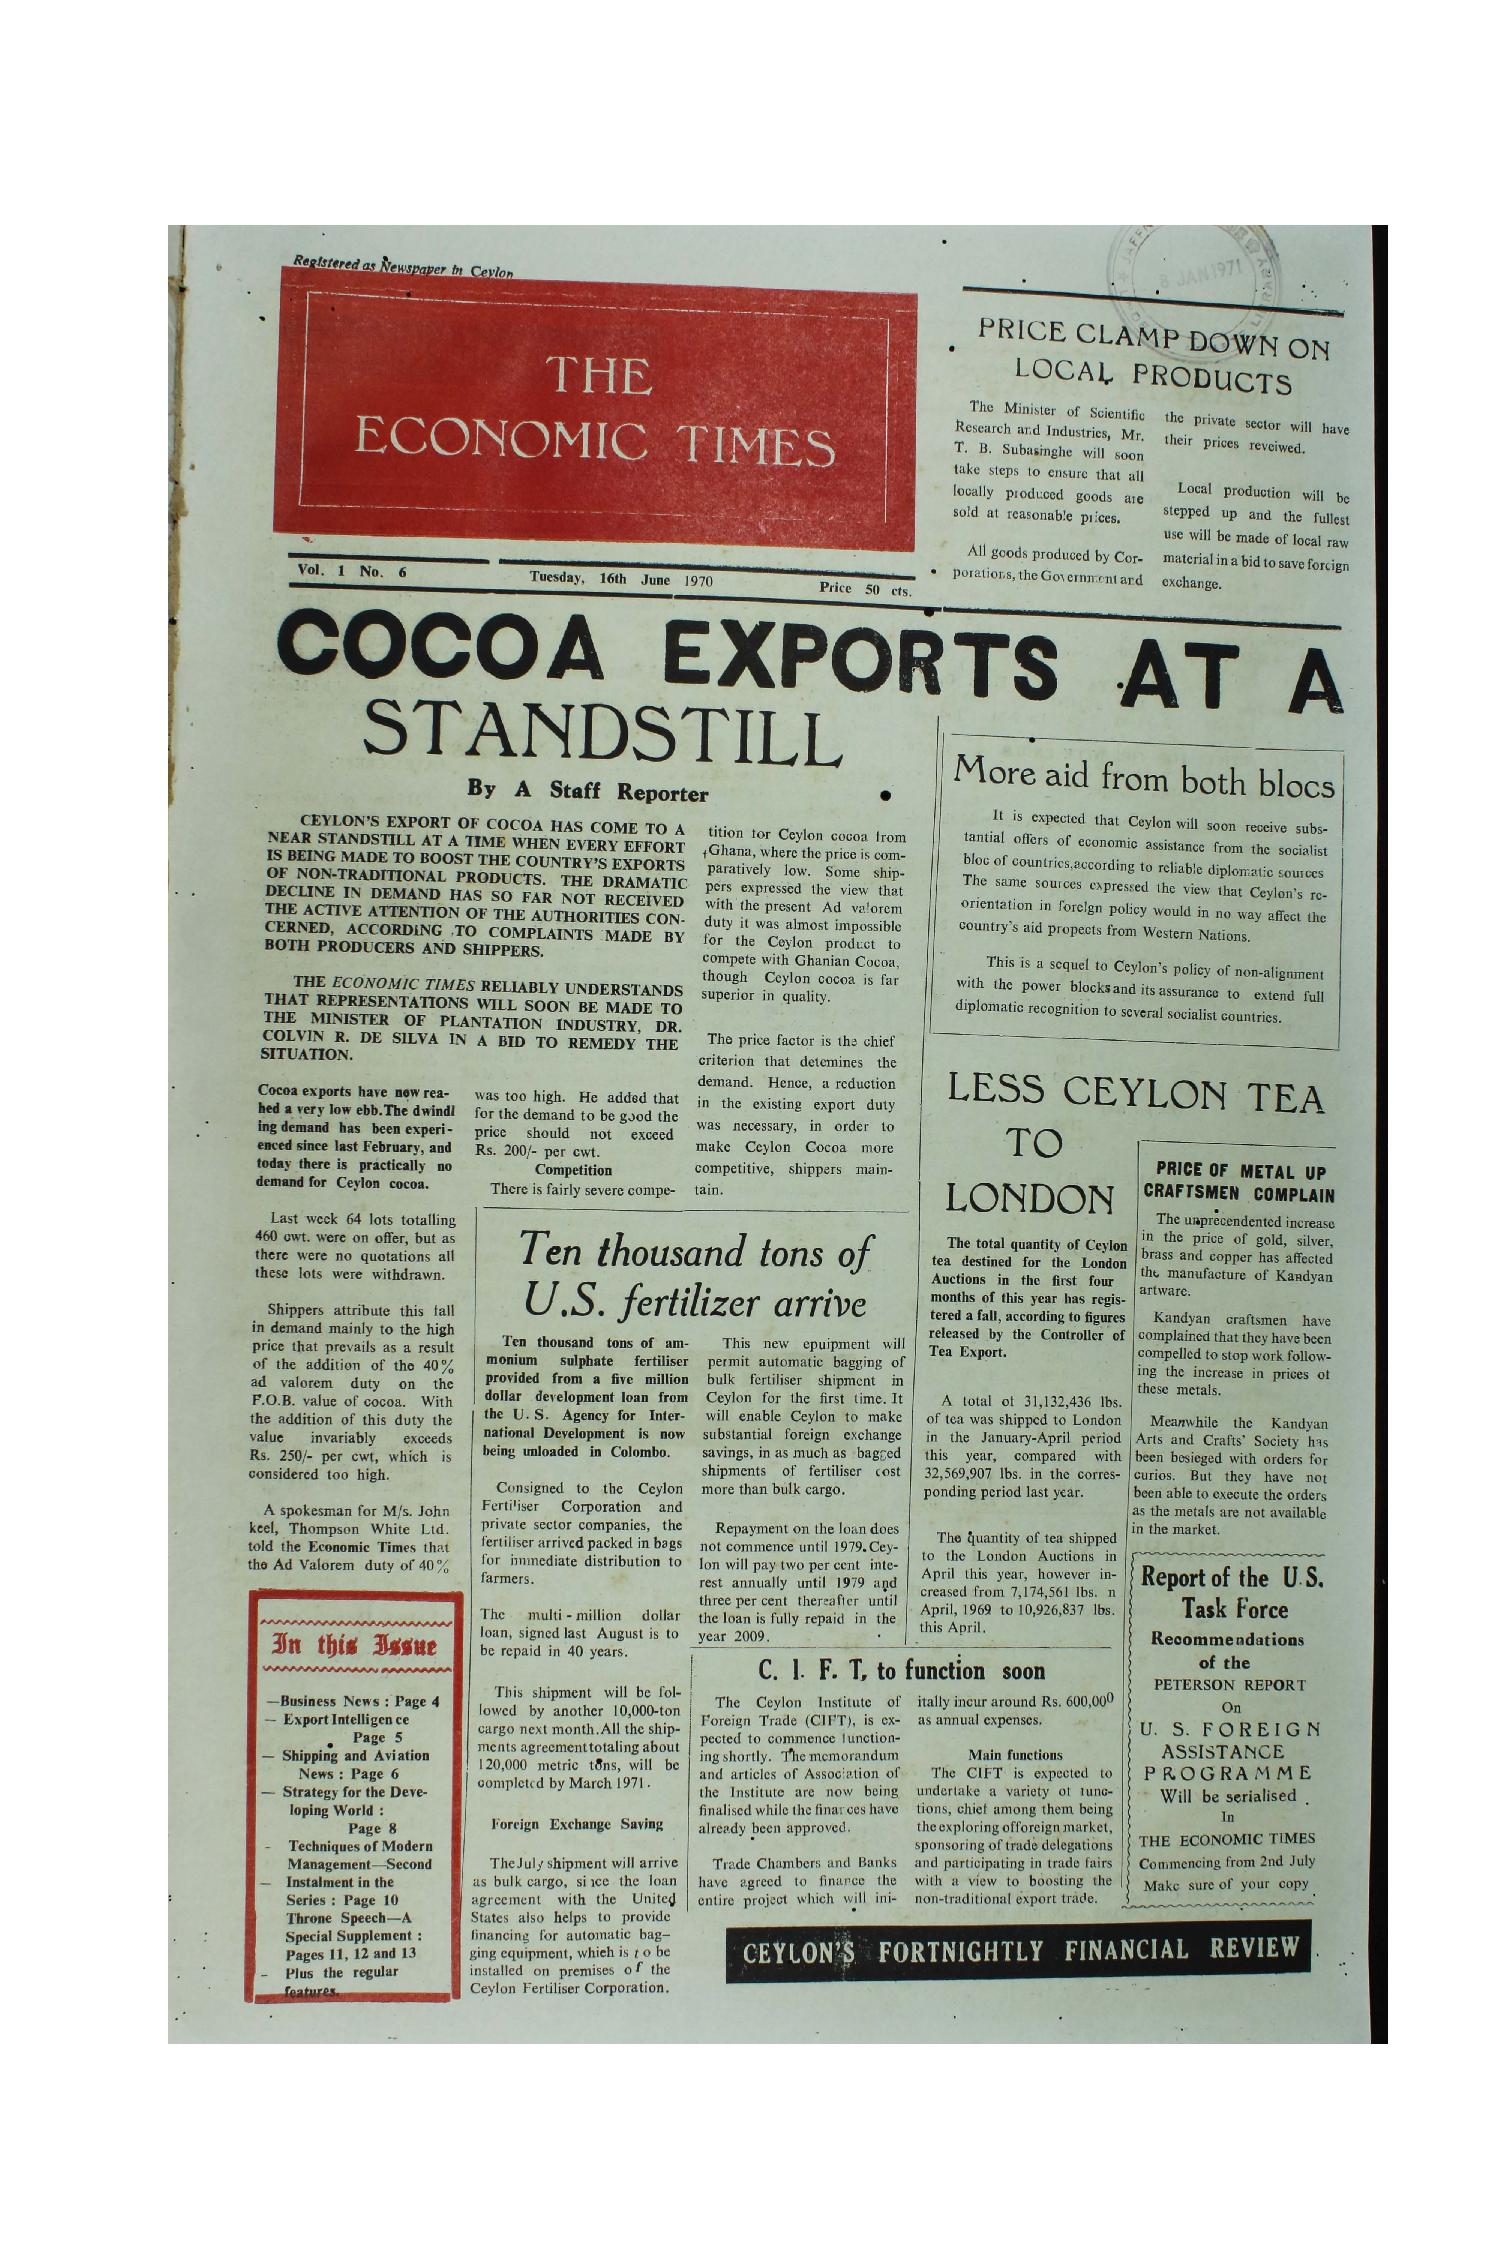 Registered as Newspaper in Ceylon
THE
ECONOMIC TIMES
Vol. 1 No. 6
Tuesday, 16th June 1970
Price 50 cts.
8 JAN 1971
PRICE CLAMP DOWN ON
LOCAL PRODUCTS
The Minister of Scientific
Research and Industries, Mr.
T. B. Subasinghe will soon
take steps to ensure that all
locally produced goods are
sold at reasonable prices.
All goods produced by Cor-
porations, the Government and
the private sector will have
their prices reveiwed.
Local production will be
stepped up and the fullest
use will be made of local raw
material in a bid to save foreign
exchange.
COCOA EXPORTS AT A
STANDSTILL
By A Staff Reporter
CEYLON'S EXPORT OF COCOA HAS COME TO A
NEAR STANDSTILL AT A TIME WHEN EVERY EFFORT
IS BEING MADE TO BOOST THE COUNTRY'S EXPORTS
OF NON-TRADITIONAL PRODUCTS. THE DRAMATIC
DECLINE IN DEMAND HAS SO FAR NOT RECEIVED
THE ACTIVE ATTENTION OF THE AUTHORITIES CON-
CERNED, ACCORDING TO COMPLAINTS MADE BY
BOTH PRODUCERS AND SHIPPERS.
THE ECONOMIC TIMES RELIABLY UNDERSTANDS
THAT REPRESENTATIONS WILL SOON BE MADE TO
THE MINISTER OF PLANTATION INDUSTRY, DR.
COLVIN R. DE SILVA IN A BID TO REMEDY THE
SITUATION.
Cocoa exports have now rea-
hed a very low ebb. The dwindl
ing demand has been experi-
enced since last February, and
today there is practically no
demand for Ceylon cocoa.
Last week 64 lots totalling
460 cwt. were on offer, but as
there were no quotations all
these lots were withdrawn.
Shippers attribute this fall
in demand mainly to the high
price that prevails as a result
of the addition of the 40%
ad valorem duty on the
F.O.B. value of cocoa. With
the addition of this duty the
value invariably exceeds
Rs. 250/- per cwt, which is
considered too high.
A spokesman for M/s. John
keel, Thompson White Ltd.
told the Economic Times that
the Ad Valorem duty of 40%
was too high. He added that
for the demand to be good the
price should not exceed
Rs. 200/- per cwt.
Competition
There is fairly severe compe-
tition for Ceylon cocoa from
Ghana, where the price is com-
paratively low. Some ship-
pers expressed the view that
with the present Ad valorem
duty it was almost impossible
for the Ceylon product to
compete with Ghanian Cocoa,
though Ceylon cocoa is far
superior in quality.
The price factor is the chief
criterion that detemines the
demand. Hence, a reduction
in the existing export duty
was necessary, in order to
make Ceylon Cocoa more
competitive, shippers main-
tain.
More aid from both blocs
It is expected that Ceylon will soon receive subs-
tantial offers of economic assistance from the socialist
bloc of countries, according to reliable diplomatic sources
The same sources expressed the view that Ceylon's re-
orientation in foreign policy would in no way affect the
country's aid propects from Western Nations.
This is a sequel to Ceylon's policy of non-alignment
with the power blocks and its assurance to extend full
diplomatic recognition to several socialist countries.
LESS CEYLON TEA
TO
LONDON
The total quantity of Ceylon
tea destined for the London
Auctions in the first four
months of this year has regis-
tered a fall, according to figures
released by the Controller of
Tea Export.
A total of 31,132,436 lbs.
of tea was shipped to London
in the January-April period
this year, compared with
32,569,907 lbs. in the corres-
ponding period last year.
The quantity of tea shipped
to the London Auctions in
April this year, however in-
creased from 7,174,561 lbs. n
April, 1969 to 10,926,837 lbs.
this April.
PRICE OF METAL UP
CRAFTSMEN COMPLAIN
The unprecendented increase
in the price of gold, silver,
brass and copper has affected
the manufacture of Kandyan
artware.
Kandyan craftsmen have
complained that they have been
compelled to stop work follow-
ing the increase in prices of
these metals.
Meanwhile the Kandyan
Arts and Crafts' Society has
been besieged with orders for
curios. But they have not
been able to execute the orders
as the metals are not available
in the market.
Ten thousand tons of
U.S. fertilizer arrive
Ten thousand tons of am-
monium sulphate fertiliser
provided from a five million
dollar development loan from
the U. S. Agency for Inter-
national Development is now
being unloaded in Colombo.
Consigned to the Ceylon
Fertiliser Corporation and
private sector companies, the
fertiliser arrived packed in bags
for immediate distribution to
farmers.
The multi-million dollar
loan, signed last August is to
be repaid in 40 years.
This shipment will be fol-
lowed by another 10,000-ton
cargo next month. All the ship-
ments agreement totaling about
120,000 metric tons, will be
completed by March 1971.
Foreign Exchange Saving
The July shipment will arrive
as bulk cargo, since the loan
agreement with the United
States also helps to provide
financing for automatic bag-
ging equipment, which is to be
installed on premises of the
Ceylon Fertiliser Corporation.
This new epuipment will
permit automatic bagging of
bulk fertiliser shipment in
Ceylon for the first time. It
will enable Ceylon to make
substantial foreign exchange
savings, in as much as bagged
shipments of fertiliser cost
more than bulk cargo.
Repayment on the loan does
not commence until 1979. Cey-
lon will pay two per cent inte-
rest annually until 1979 and
three per cent thereafter until
the loan is fully repaid in the
year 2009.
C. I. F. T. to function soon
The Ceylon Institute of
Foreign Trade (CIFT), is ex-
pected to commence function-
ing shortly. The memorandum
and articles of Association of
the Institute are now being
finalised while the finances have
already been approved.
Trade Chambers and Banks
have agreed to finance the
entire project which will ini-
itally incur around Rs. 600,000
as annual expenses.
Main functions
The CIFT is expected to
undertake a variety of func-
tions, chief among them being
the exploring offoreign market,
sponsoring of trade delegations
and participating in trade fairs
with a view to boosting the
non-traditional export trade.
Report of the U.S.
Task Force
Recommendations
of the
PETERSON REPORT
On
U. S. FOREIGN
ASSISTANCE
PROGRAMME
Will be serialised
In
THE ECONOMIC TIMES
Commencing from 2nd July
Make sure of your copy
In this Issue
—Business News : Page 4
— Export Intelligence
Page 5
— Shipping and Aviation
News : Page 6
— Strategy for the Deve-
loping World :
Page 8
- Techniques of Modern
Management—Second
— Instalment in the
Series : Page 10
Throne Speech—A
Special Supplement :
Pages 11, 12 and 13
- Plus the regular
features.
CEYLON'S FORTNIGHTLY FINANCIAL REVIEW